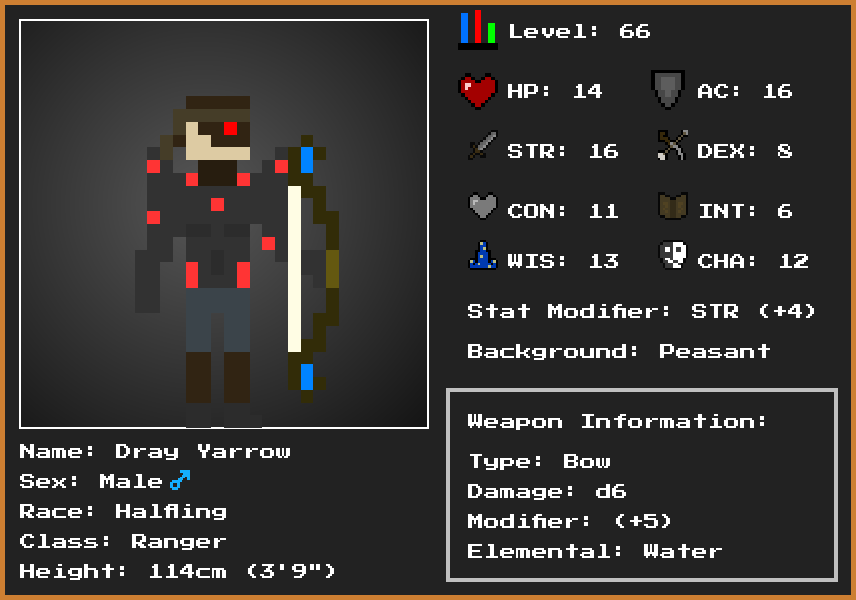 Level: 66
HP: 14 AC: 16
STR: 16 DEX: 8
CON: 11 INT: 6
WIS: 13 CHA: 12
Stat Modifier: STR (+4)
Background: Peasant
Weapon Information:
Type: Bow
Damage: d6
Modifier: (+5)
Elemental: Water
Name: Dray Yarrow
Sex: Male ♂
Race: Halfling
Class: Ranger
Height: 114cm (3'9")